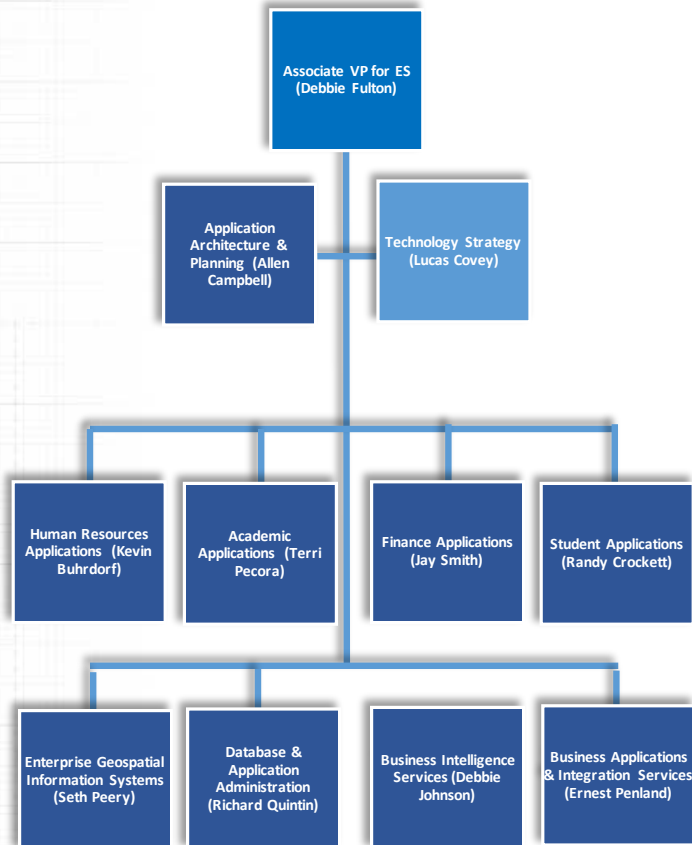 Associate VP for ES
(Debbie Fulton)
Application
Architecture &
Planning (Allen
Campbell)
Technology Strategy
(Lucas Covey)
Human Resources
Applications (Kevin
Buhrdorf)
Academic
Applications (Terri
Pecora)
Finance Applications
(Jay Smith)
Student Applications
(Randy Crockett)
Enterprise Geospatial
Information Systems
(Seth Peery)
Database &
Application
Administration
(Richard Quintin)
Business Intelligence
Services (Debbie
Johnson)
Business Applications
& Integration Services
(Ernest Penland)